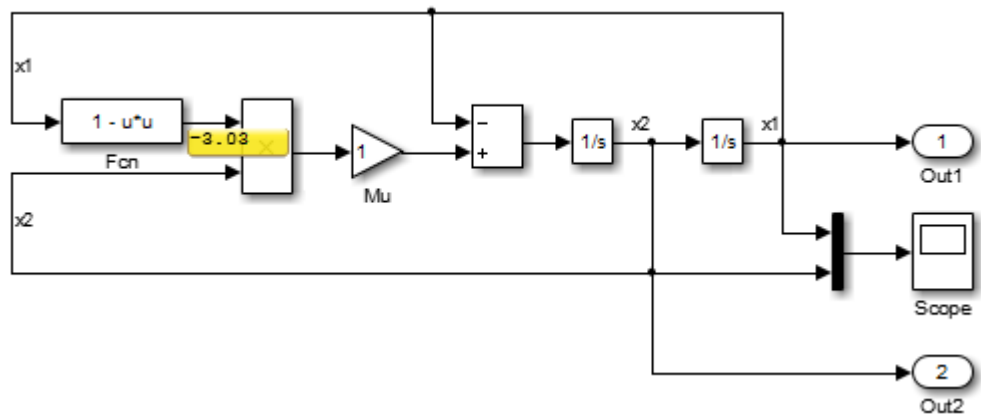 x1
1 - u*u
-3.03
×
Fcn
1
Mu
−
+
1/s
x2
1/s
x1
1
Out1
x2
Scope
2
Out2